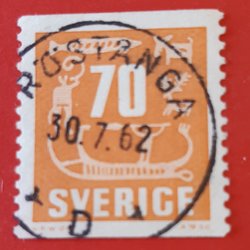 RÖSTÅNGA
70
30.7.62
SVERIGE
D